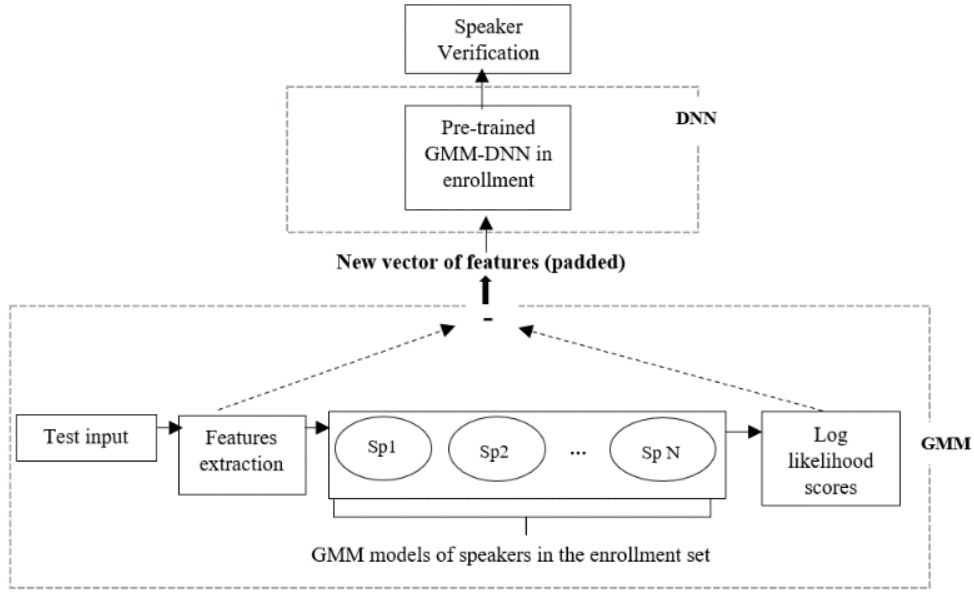 Speaker
Verification
DNN
Pre-trained
GMM-DNN in
enrollment
New vector of features (padded)
-
Test input
Features
extraction
Sp1
Sp2
...
Sp N
Log
likelihood
scores
GMM
GMM models of speakers in the enrollment set